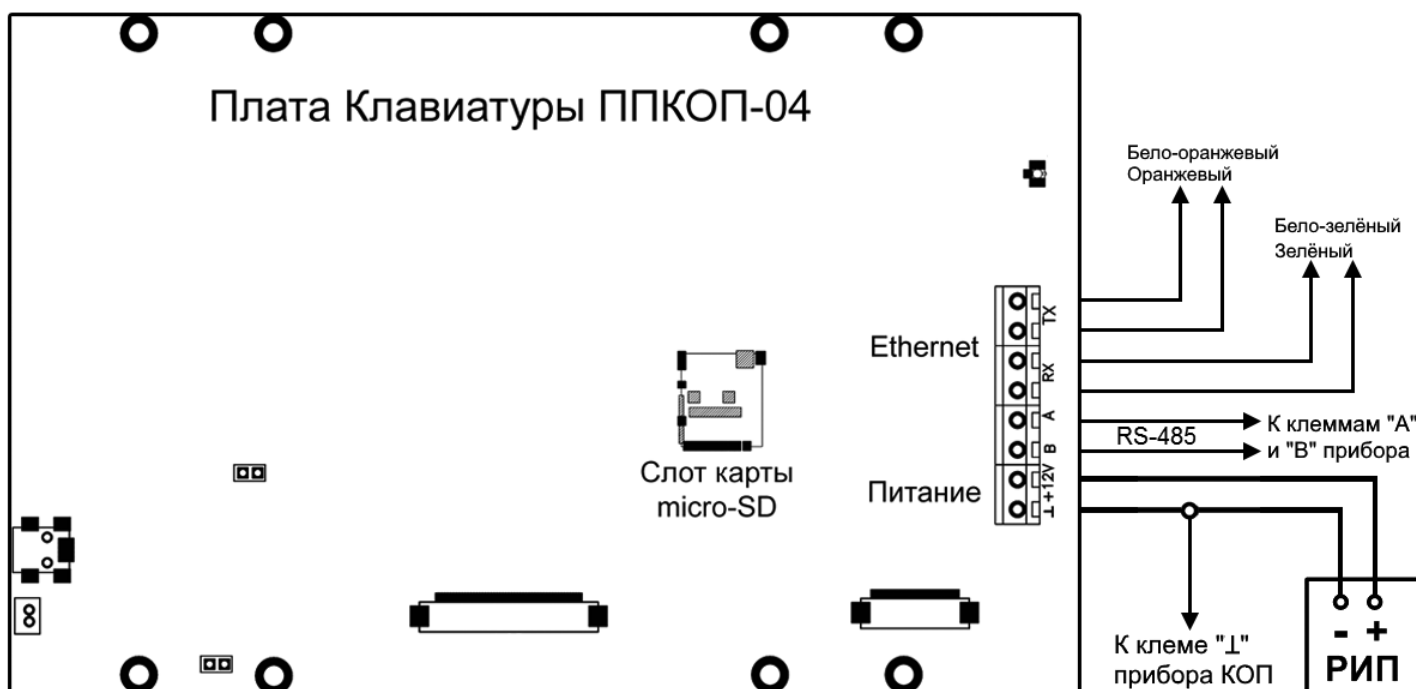 Плата Клавиатуры ППКОП-04
Бело-оранжевый
Оранжевый
Бело-зелёный
Зелёный
Ethernet
TX
RX
A
B
+12V
⊥
RS-485
К клеммам "А"
и "В" прибора
Питание
Слот карты
micro-SD
К клеме "⊥"
прибора КОП
- +
РИП